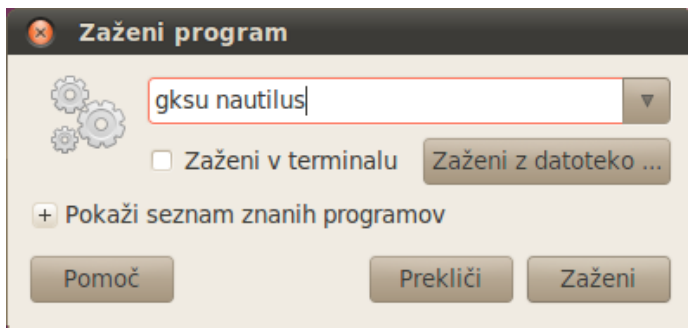 Zaženi program
gksu nautilus
Zaženi v terminalu
Zaženi z datoteko ...
Pokaži seznam znanih programov
Pomoč
Prekliči
Zaženi